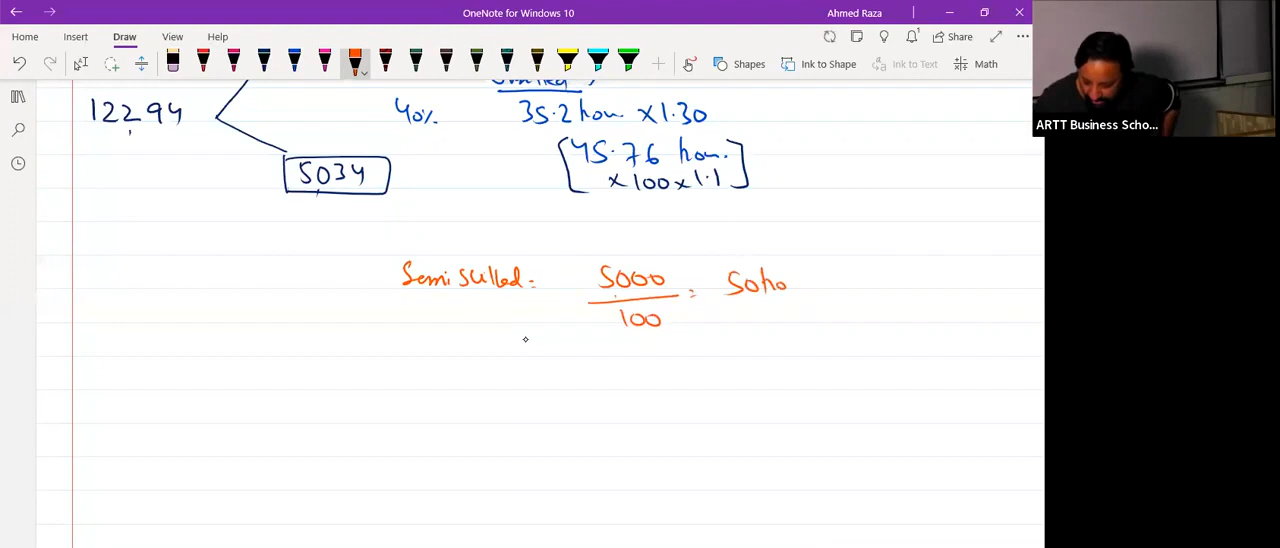 OneNote for Windows 10
Ahmed Raza
Home Insert Draw View Help
Share
Shapes Ink to Shape Ink to Text Math
ARTT Business Scho...
12294 40% 35.2 hour x 1.30
[45.76 hour.
x 100 x 1.1]
5034
Semi skilled = 5000 = 50ho
100